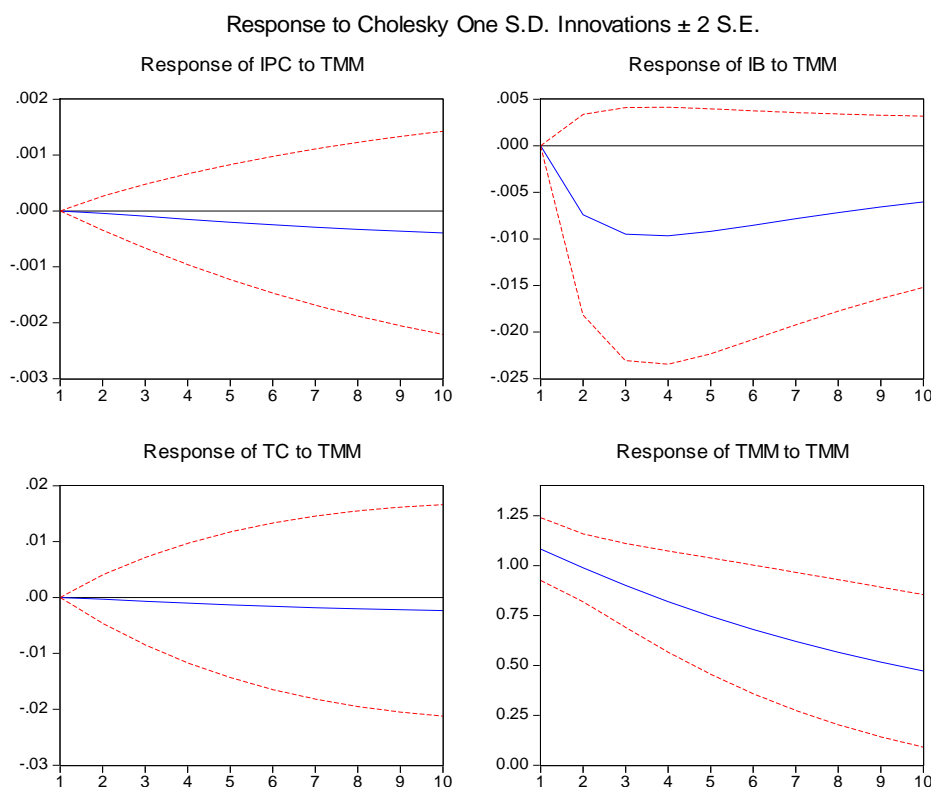 Response to Cholesky One S.D. Innovations ± 2 S.E.
Response of IPC to TMM
.002
.001
.000
-.001
-.002
-.003
1 2 3 4 5 6 7 8 9 10
Response of IB to TMM
.005
.000
-.005
-.010
-.015
-.020
-.025
1 2 3 4 5 6 7 8 9 10
Response of TC to TMM
.02
.01
.00
-.01
-.02
-.03
1 2 3 4 5 6 7 8 9 10
Response of TMM to TMM
1.25
1.00
0.75
0.50
0.25
0.00
1 2 3 4 5 6 7 8 9 10